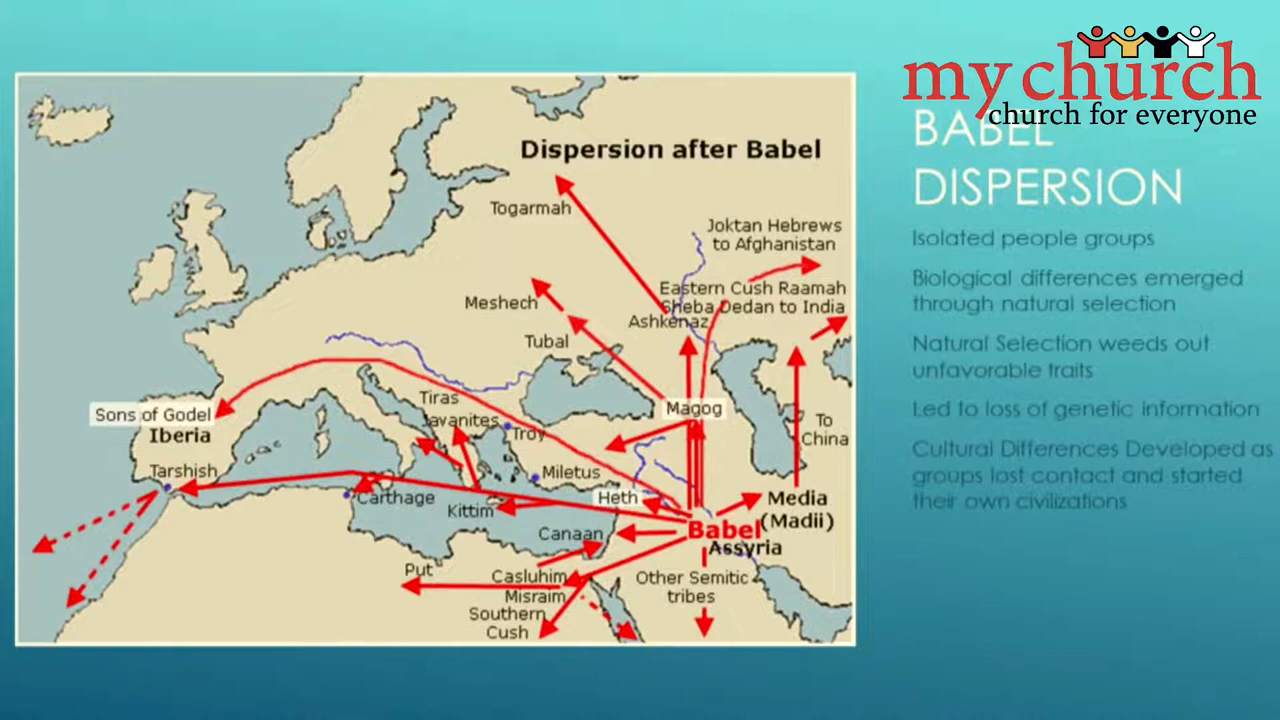 my church
church for everyone
BABEL
DISPERSION
Isolated people groups
Biological differences emerged
through natural selection
Natural Selection weeds out
unfavorable traits
Led to loss of genetic information
Cultural Differences Developed as
groups lost contact and started
their own civilizations
Dispersion after Babel
Togarmah
Joktan Hebrews
to Afghanistan
Meshech
Eastern Cush Raamah
Sheba Dedan to India
Ashkenaz
Tubal
Tiras
Magog
Sons of Godel
Iberia
Javanites
Troy
To
China
Tarshish
Miletus
Carthage
Kittim
Heth
Media
(Madii)
Babel
Canaan
Assyria
Put
Casluhim
Misraim
Other Semitic
tribes
Southern
Cush